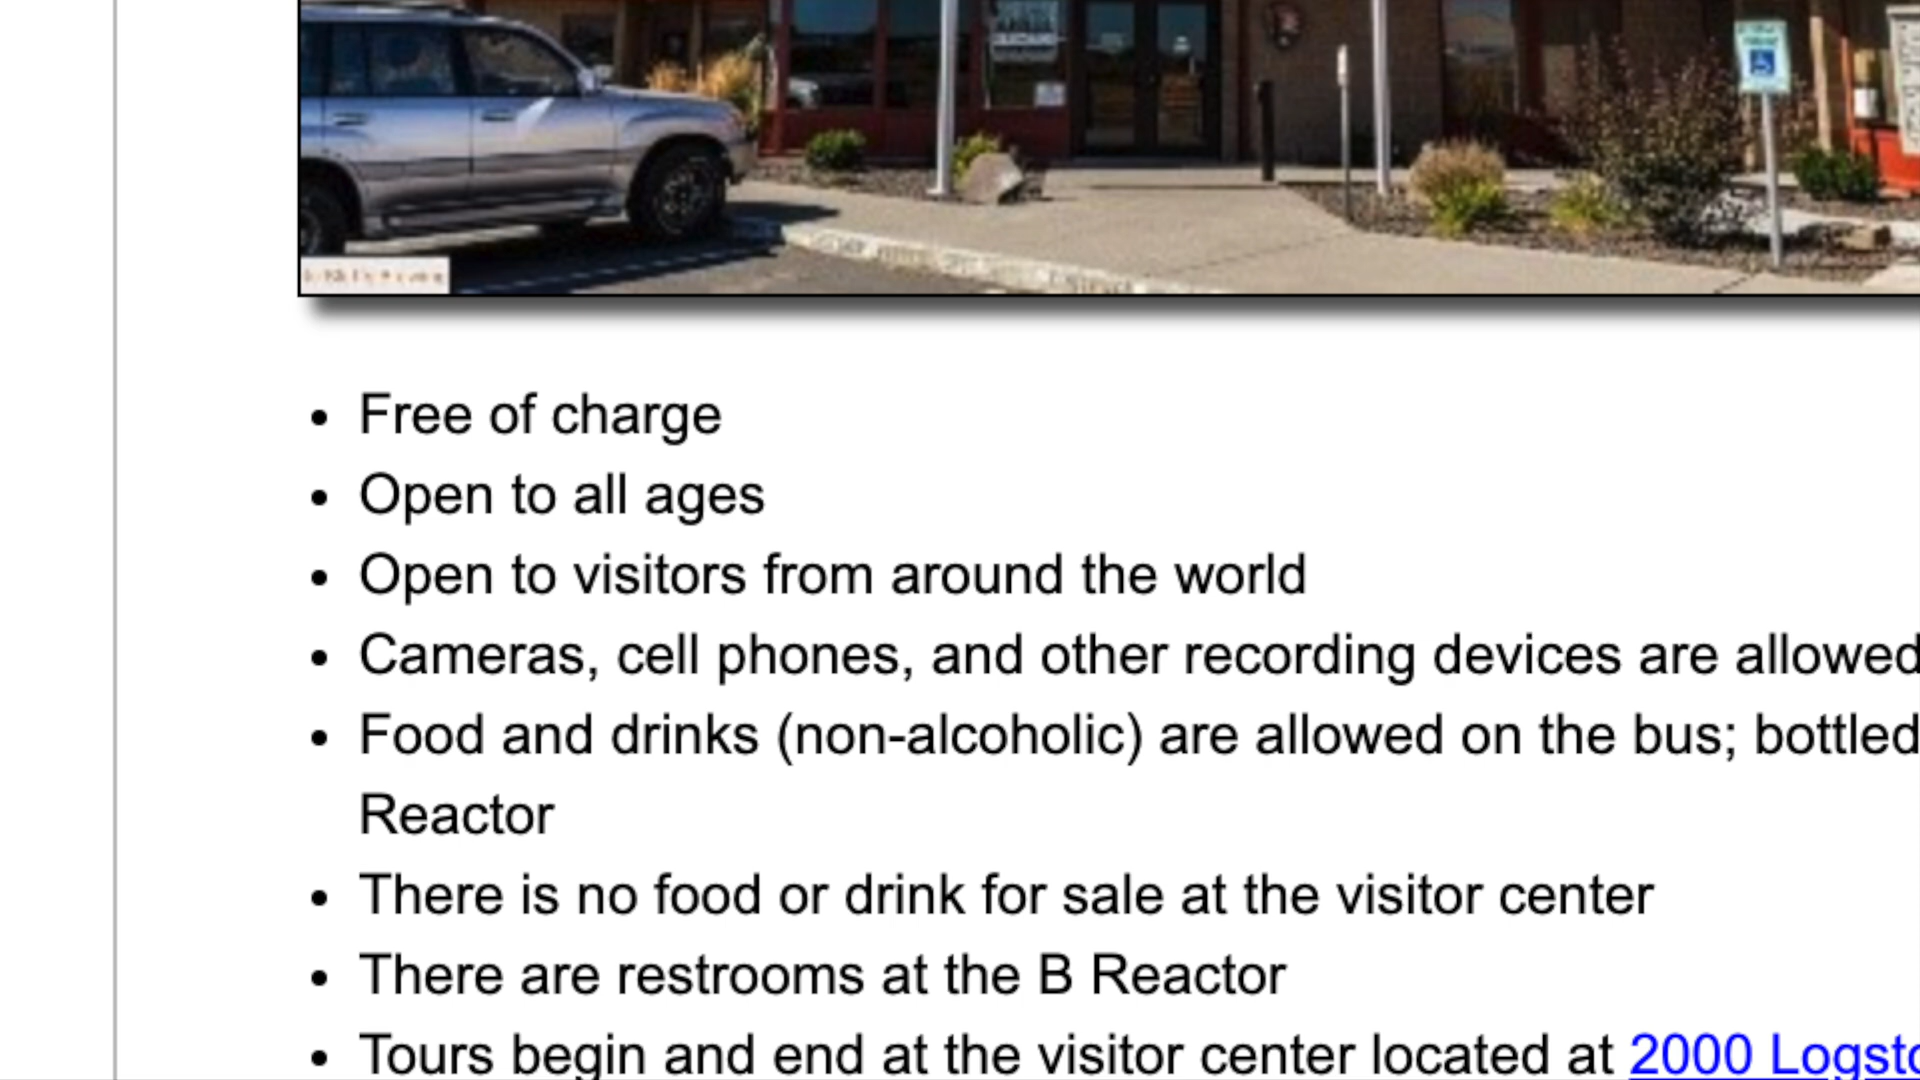 Free of charge
Open to all ages
Open to visitors from around the world
Cameras, cell phones, and other recording devices are allowed
Food and drinks (non-alcoholic) are allowed on the bus; bottled
Reactor
There is no food or drink for sale at the visitor center
There are restrooms at the B Reactor
Tours begin and end at the visitor center located at 2000 Logsto